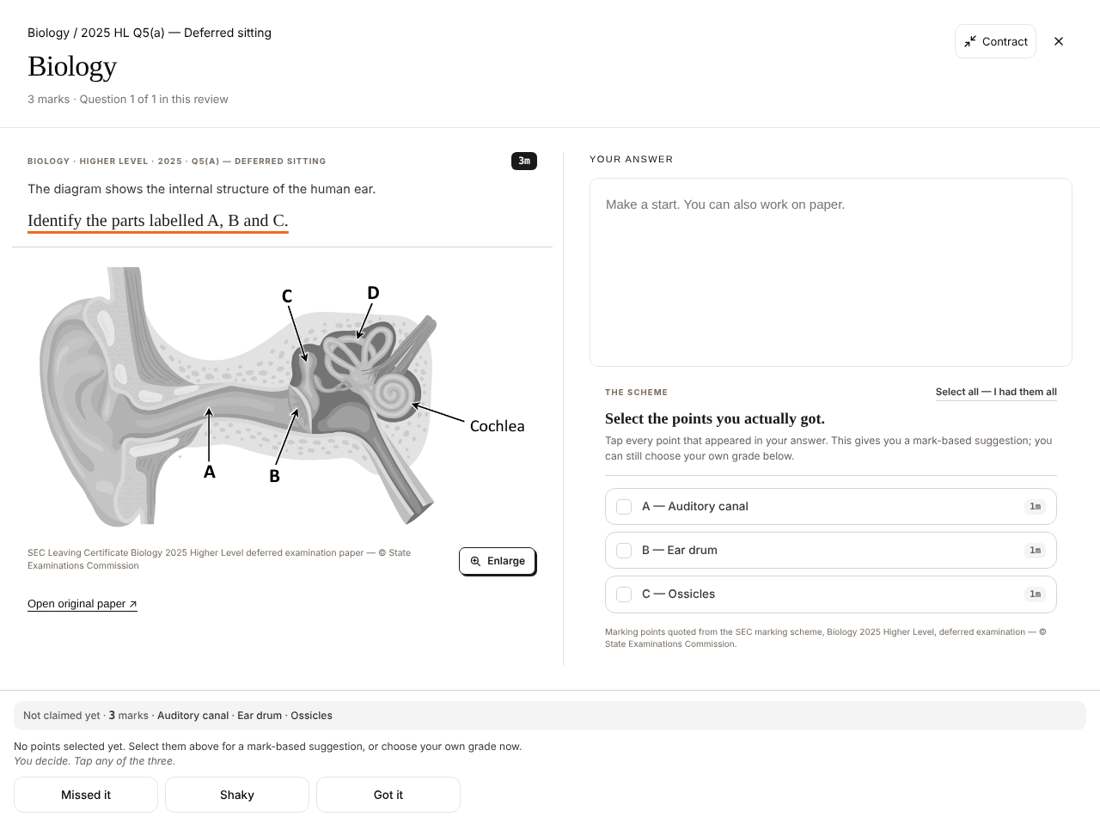 Biology / 2025 HL Q5(a) — Deferred sitting
Biology
3 marks · Question 1 of 1 in this review
Contract
BIOLOGY · HIGHER LEVEL · 2025 · Q5(A) — DEFERRED SITTING
3m
The diagram shows the internal structure of the human ear.
Identify the parts labelled A, B and C.
C
D
Cochlea
A
B
SEC Leaving Certificate Biology 2025 Higher Level deferred examination paper — © State
Examinations Commission
Enlarge
Open original paper ↗
YOUR ANSWER
Make a start. You can also work on paper.
THE SCHEME
Select all — I had them all
Select the points you actually got.
Tap every point that appeared in your answer. This gives you a mark-based suggestion; you
can still choose your own grade below.
A — Auditory canal
1m
B — Ear drum
1m
C — Ossicles
1m
Marking points quoted from the SEC marking scheme, Biology 2025 Higher Level, deferred examination — ©
State Examinations Commission.
Not claimed yet · 3 marks · Auditory canal · Ear drum · Ossicles
No points selected yet. Select them above for a mark-based suggestion, or choose your own grade now.
You decide. Tap any of the three.
Missed it
Shaky
Got it